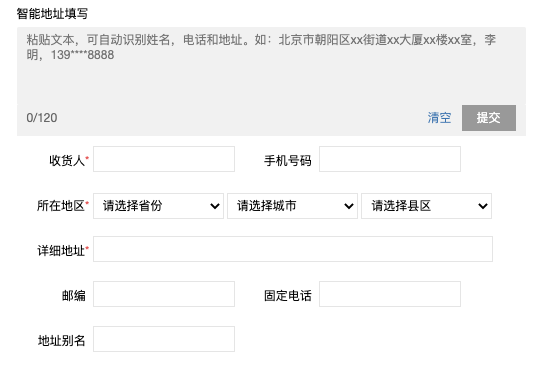 智能地址填写
粘贴文本，可自动识别姓名，电话和地址。如：北京市朝阳区xx街道xx大厦xx楼xx室，李
明，139****8888
0/120 清空 提交
收货人* 手机号码
所在地区* 请选择省份 请选择城市 请选择县区
详细地址*
邮编 固定电话
地址别名